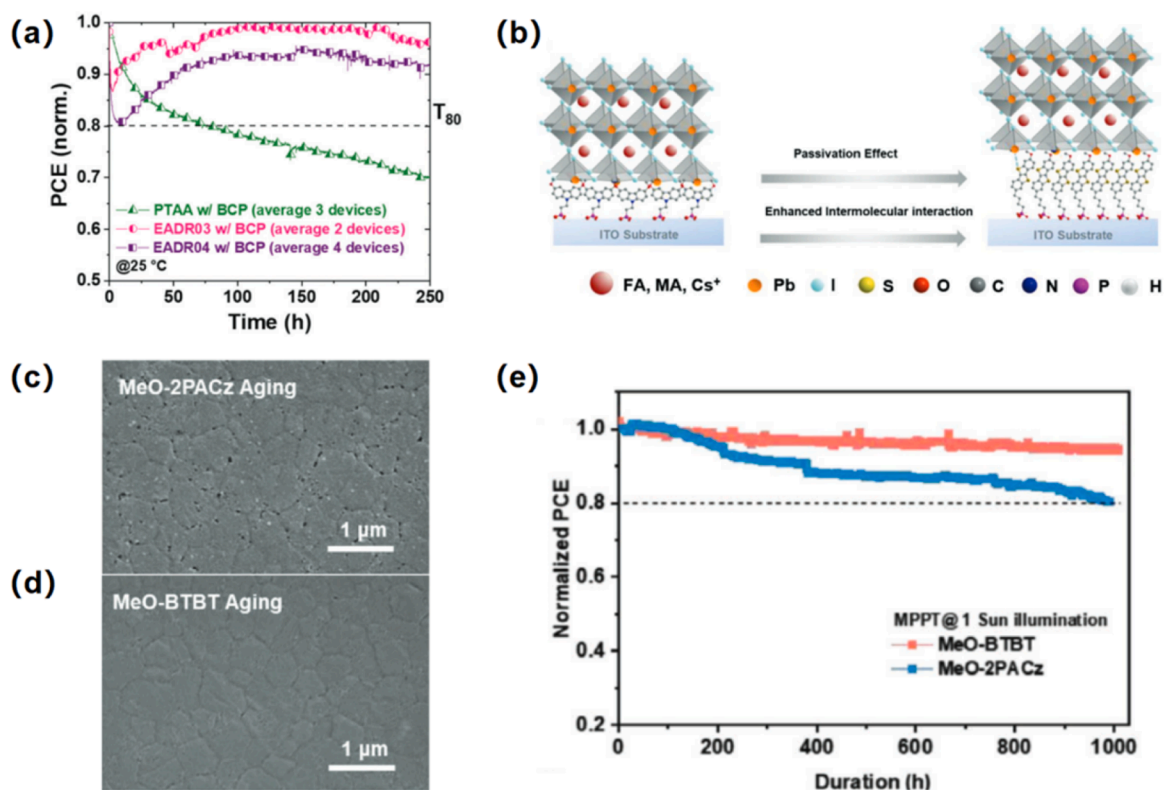 (a)
1.0
0.9
0.8
0.7
0.6
0.5
PCE (norm.)
T80
PTAA w/ BCP (average 3 devices)
EADR03 w/ BCP (average 2 devices)
EADR04 w/ BCP (average 4 devices)
@25 °C
0 50 100 150 200 250
Time (h)
(b)
Passivation Effect
Enhanced Intermolecular interaction
ITO Substrate
ITO Substrate
FA, MA, Cs+ Pb I S O C N P H
(c)
MeO-2PACz Aging
1 μm
(d)
MeO-BTBT Aging
1 μm
(e)
1.0
0.8
0.6
0.4
0.2
Normalized PCE
MPPT@1 Sun illumination
MeO-BTBT
MeO-2PACz
0 200 400 600 800 1000
Duration (h)